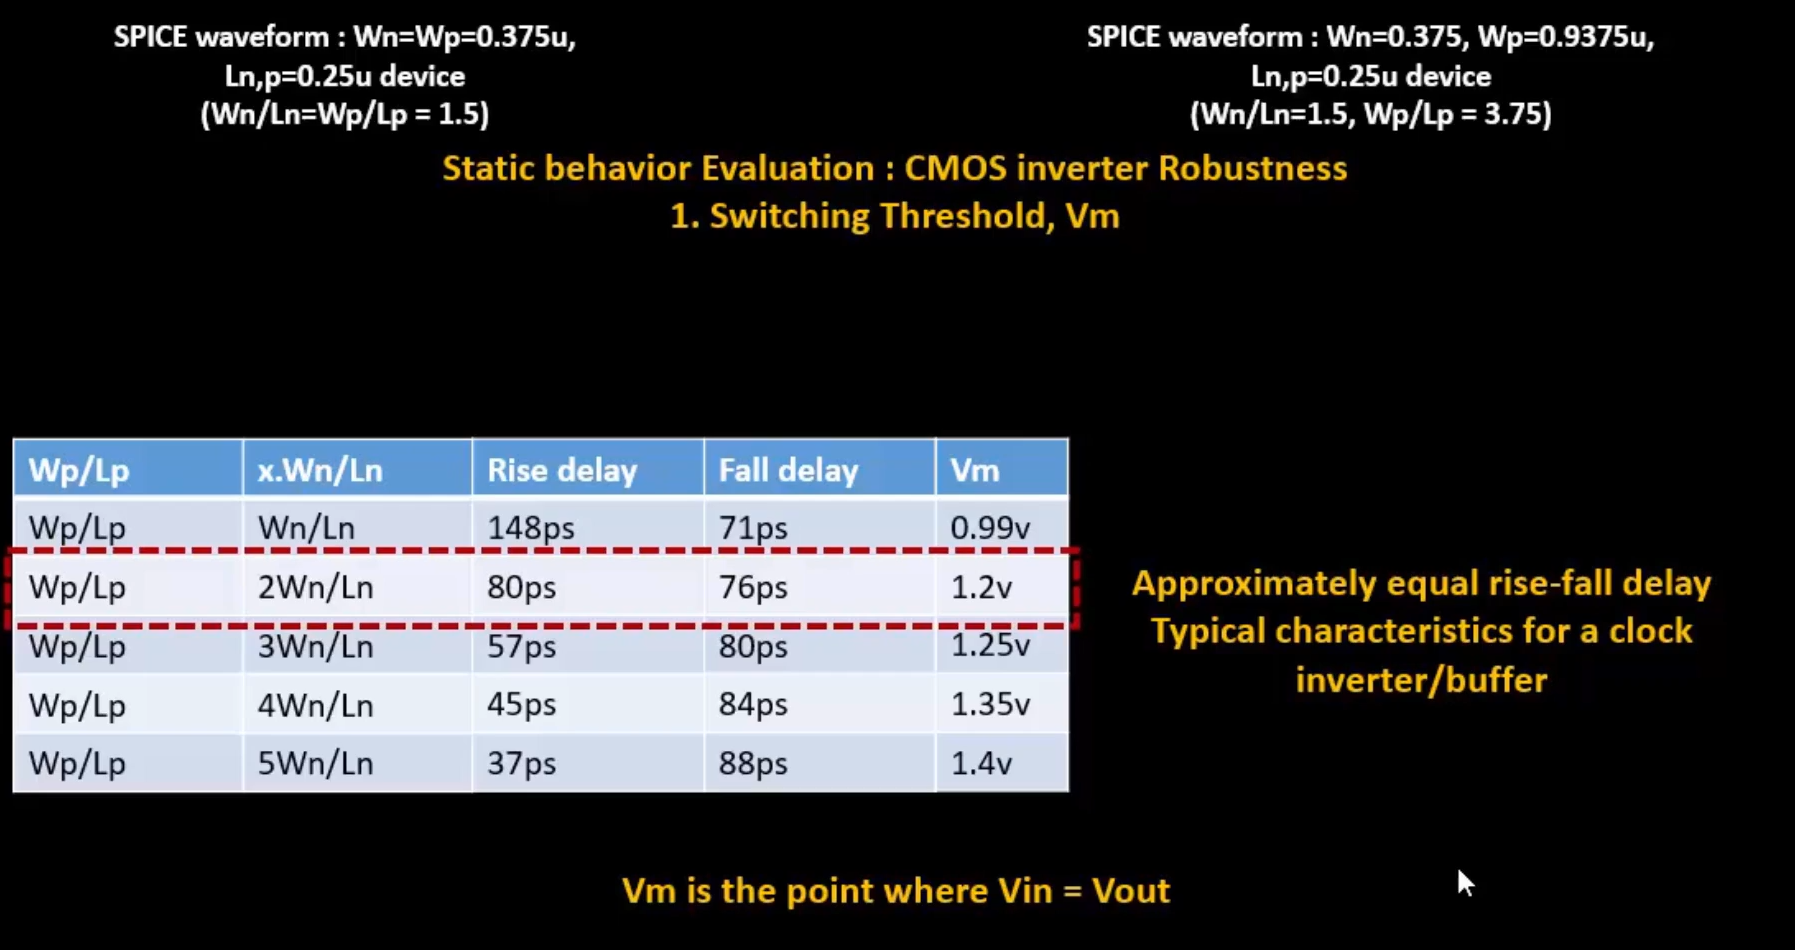 SPICE waveform : Wn=Wp=0.375u,
Ln,p=0.25u device
(Wn/Ln=Wp/Lp = 1.5)
SPICE waveform : Wn=0.375, Wp=0.9375u,
Ln,p=0.25u device
(Wn/Ln=1.5, Wp/Lp = 3.75)
Static behavior Evaluation : CMOS inverter Robustness
1. Switching Threshold, Vm
Wp/Lp x.Wn/Ln Rise delay Fall delay Vm
Wp/Lp Wn/Ln 148ps 71ps 0.99v
Wp/Lp 2Wn/Ln 80ps 76ps 1.2v
Wp/Lp 3Wn/Ln 57ps 80ps 1.25v
Wp/Lp 4Wn/Ln 45ps 84ps 1.35v
Wp/Lp 5Wn/Ln 37ps 88ps 1.4v
Approximately equal rise-fall delay
Typical characteristics for a clock
inverter/buffer
Vm is the point where Vin = Vout